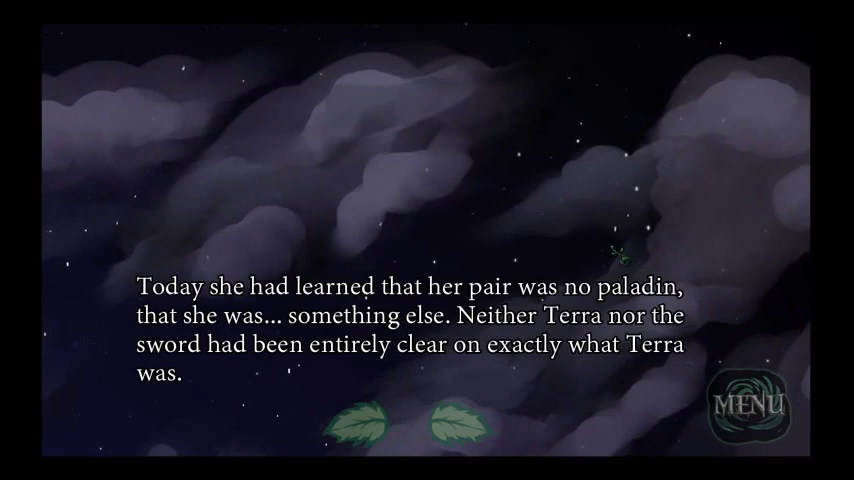 Today she had learned that her pair was no paladin,
that she was... something else. Neither Terra nor the
sword had been entirely clear on exactly what Terra
was.
MENU